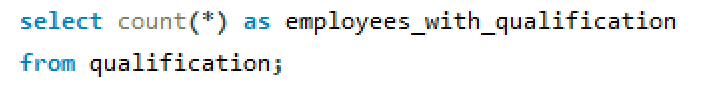 select count(*) as employees_with_qualification
from qualification;